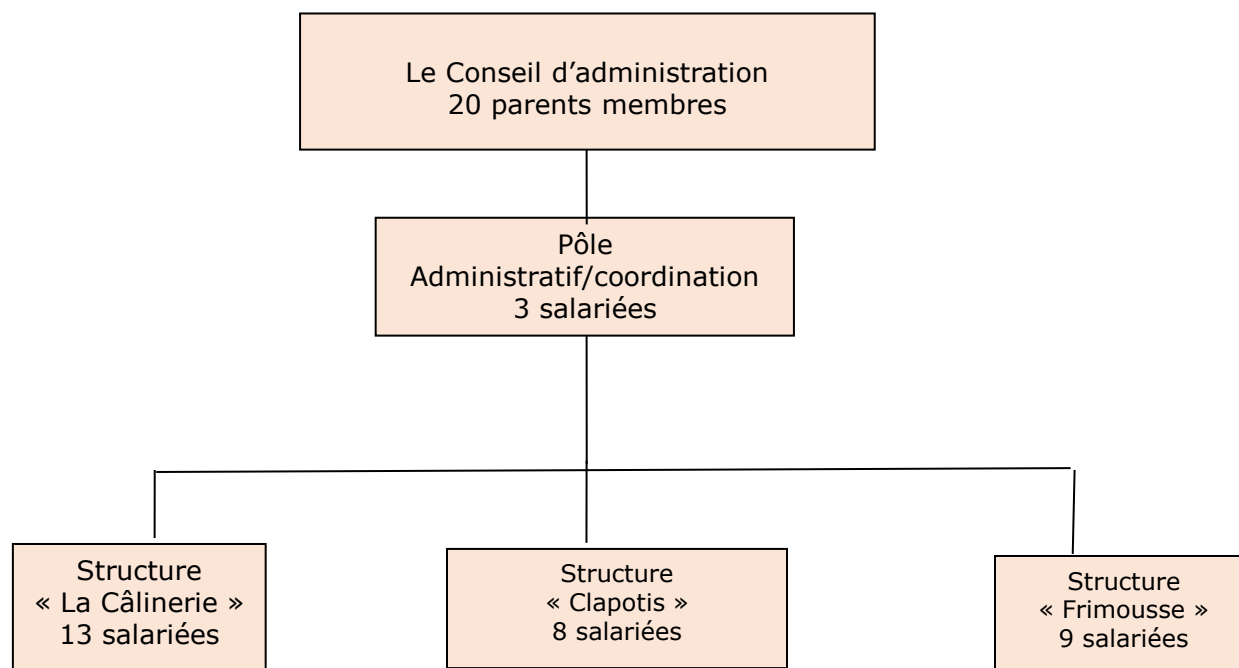 Le Conseil d’administration
20 parents membres
Pôle
Administratif/coordination
3 salariées
Structure
« La Câlinerie »
13 salariées
Structure
« Clapotis »
8 salariées
Structure
« Frimousse »
9 salariées